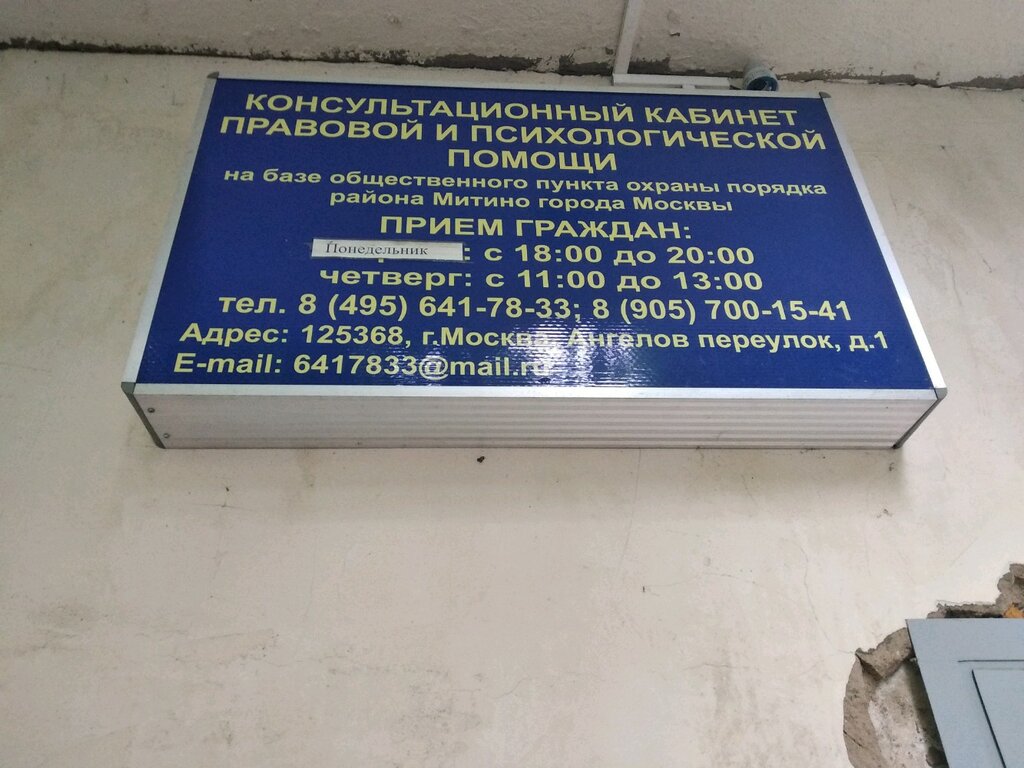 КОНСУЛЬТАЦИОННЫЙ КАБИНЕТ
ПРАВОВОЙ И ПСИХОЛОГИЧЕСКОЙ
ПОМОЩИ
на базе общественного пункта охраны порядка
района Митино города Москвы
ПРИЕМ ГРАЖДАН:
Понедельник : с 18:00 до 20:00
четверг: с 11:00 до 13:00
тел. 8 (495) 641-78-33; 8 (905) 700-15-41
Адрес: 125368, г.Москва, Ангелов переулок, д.1
E-mail: 6417833@mail.ru